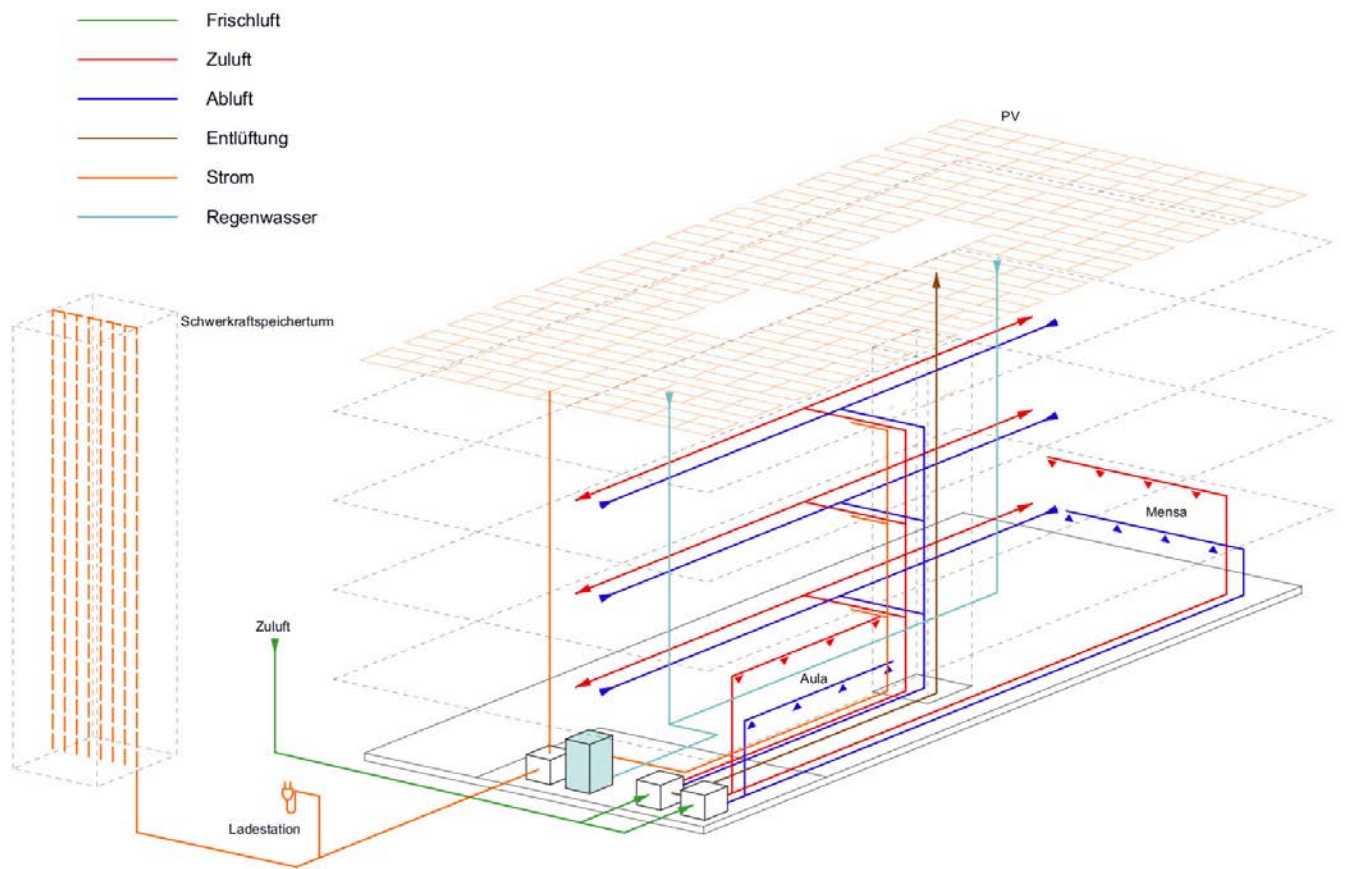 Frischluft
Zuluft
Abluft
Entlüftung
Strom
Regenwasser
PV
Schwerkraftspeicherturm
Mensa
Zuluft
Aula
Ladestation